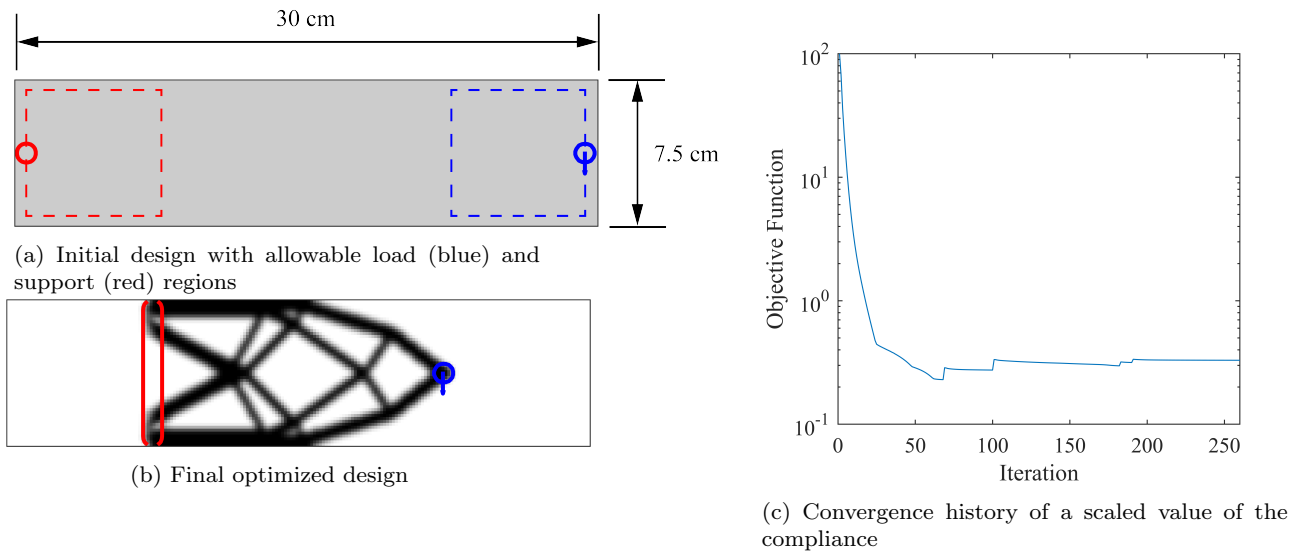 30 cm
7.5 cm
(a) Initial design with allowable load (blue) and
support (red) regions
(b) Final optimized design
Objective Function
10^2
10^1
10^0
10^-1
0 50 100 150 200 250
Iteration
(c) Convergence history of a scaled value of the
compliance